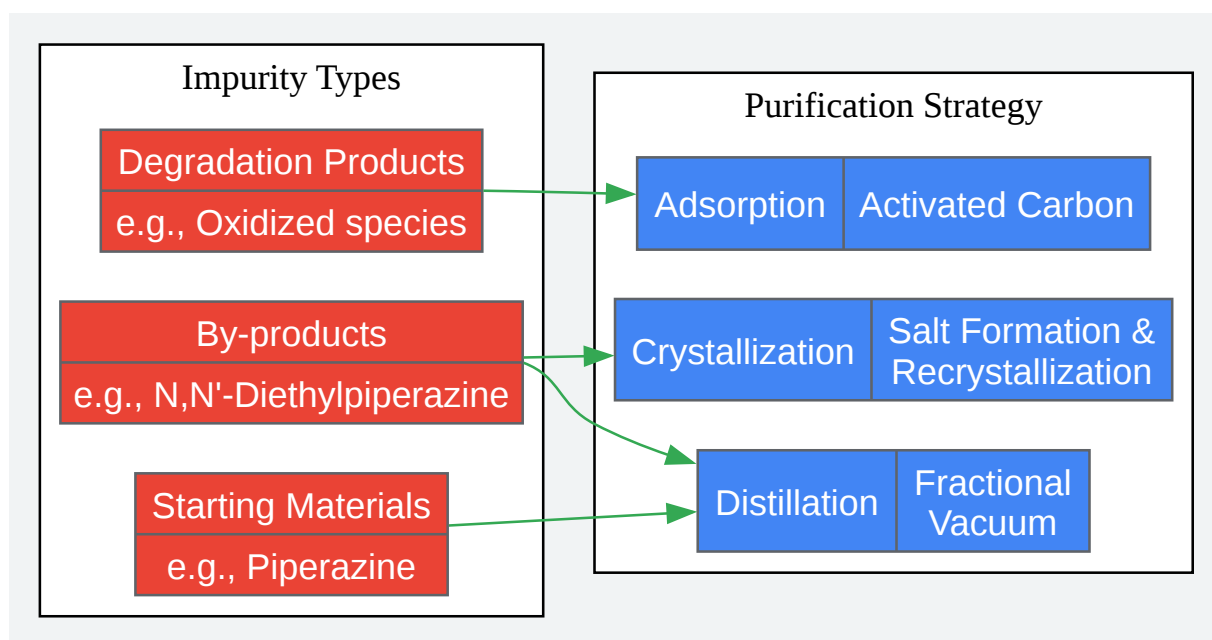 Impurity Types
Degradation Products
e.g., Oxidized species
By-products
e.g., N,N'-Diethylpiperazine
Starting Materials
e.g., Piperazine
Purification Strategy
Adsorption
Activated Carbon
Crystallization
Salt Formation &
Recrystallization
Distillation
Fractional
Vacuum